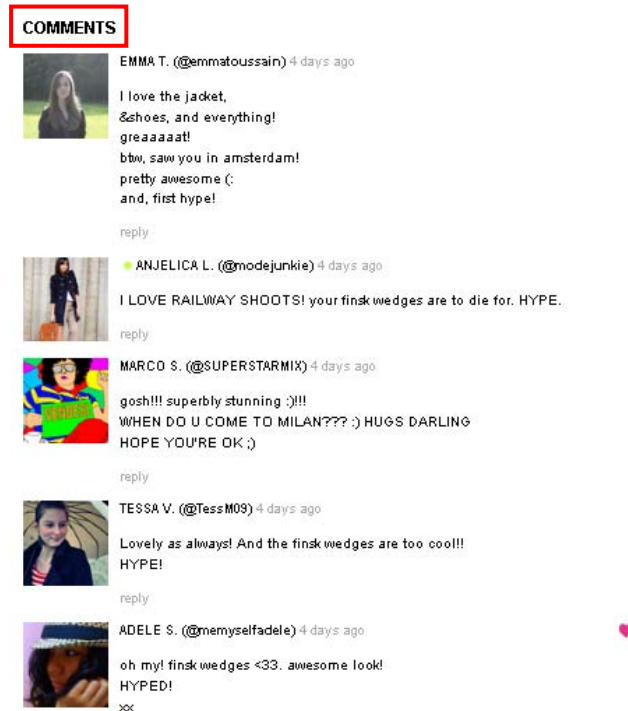 COMMENTS
EMMA T. (@emmatoussain) 4 days ago
I love the jacket,
&shoes, and everything!
greaaaaat!
btw, saw you in amsterdam!
pretty awesome (:
and, first hype!
reply
ANJELICA L. (@modejunkie) 4 days ago
I LOVE RAILWAY SHOOTS! your finsk wedges are to die for. HYPE.
reply
MARCO S. (@SUPERSTARMIX) 4 days ago
gosh!!! superbly stunning :)!!!
WHEN DO U COME TO MILAN??? :) HUGS DARLING
HOPE YOU'RE OK ;)
reply
TESSA V. (@TessM09) 4 days ago
Lovely as always! And the finsk wedges are too cool!!
HYPE!
reply
ADELE S. (@memyselfadele) 4 days ago
oh my! finsk wedges <33. awesome look!
HYPED!
xx